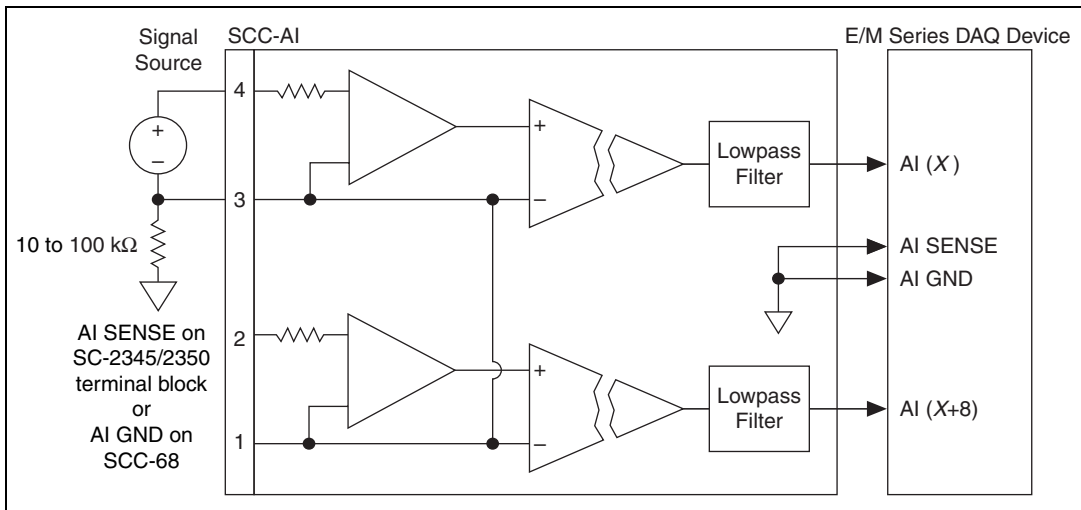 Signal
Source
SCC-AI
E/M Series DAQ Device
4
+
−
+
−
Lowpass
Filter
AI (X)
3
10 to 100 kΩ
AI SENSE
AI GND
AI SENSE on
SC-2345/2350
terminal block
or
AI GND on
SCC-68
2
+
−
Lowpass
Filter
AI (X+8)
1